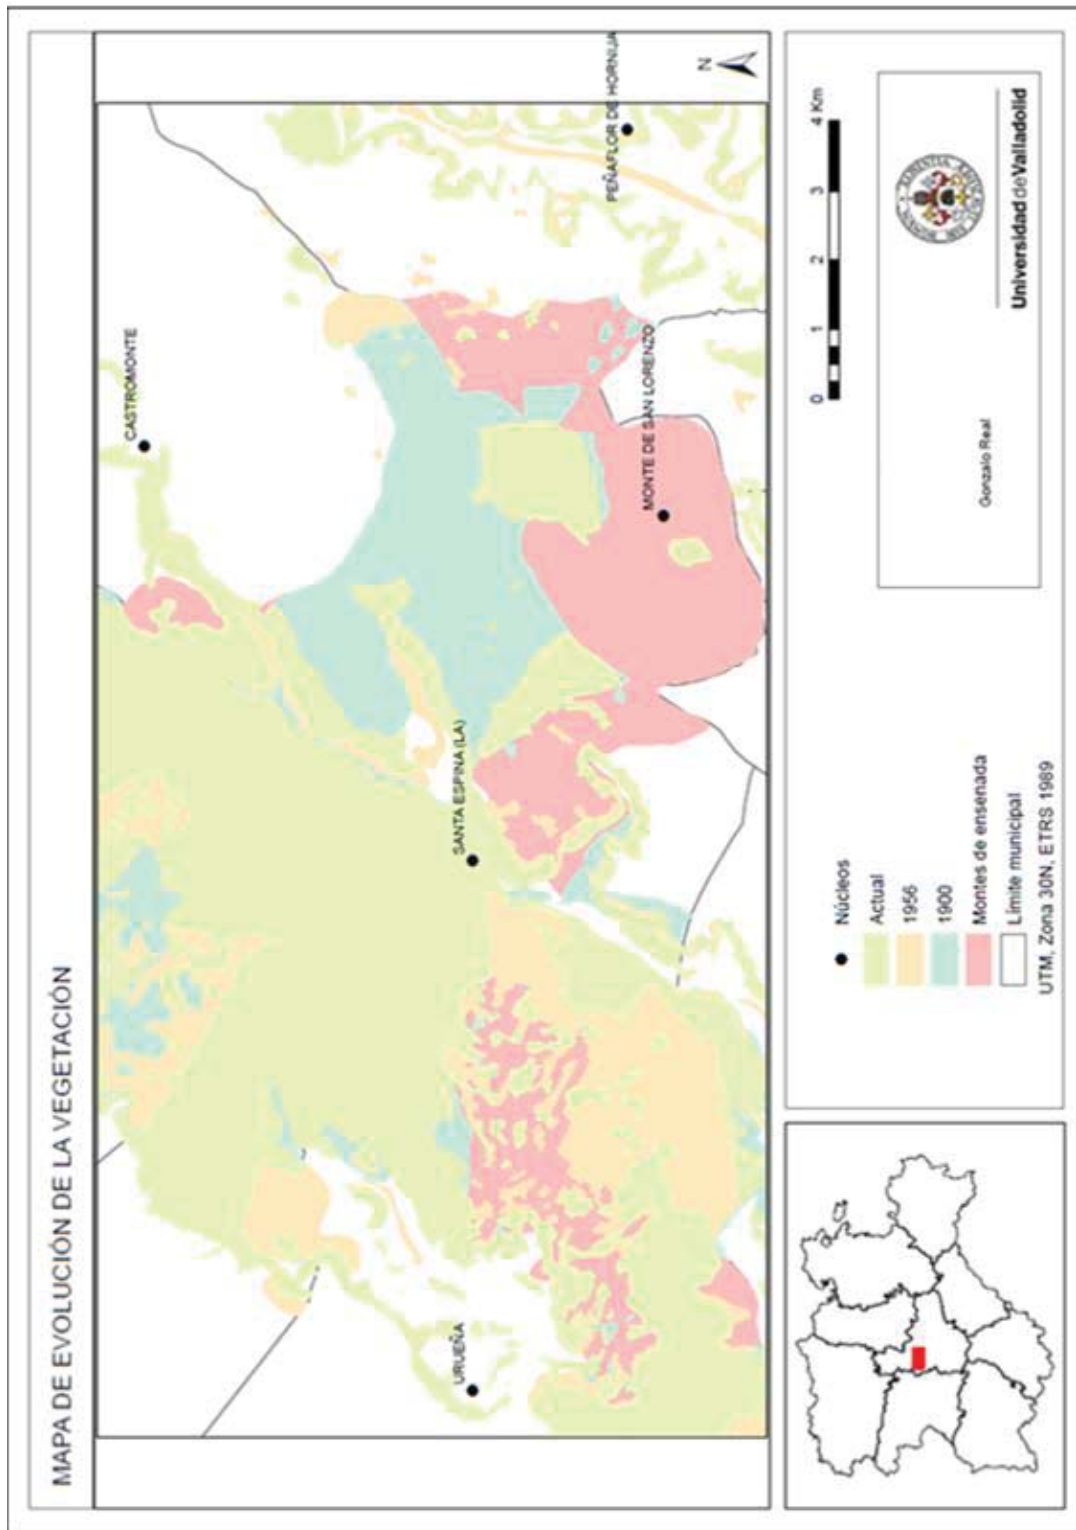 MAPA DE EVOLUCIÓN DE LA VEGETACIÓN
N
CASTROMONTE
PEÑAFLOR DE HORNIJA
URUEÑA
SANTA ESPINA (LA)
MONTE DE SAN LORENZO
Núcleos
Actual
1956
1900
Montes de ensenada
Límite municipal
UTM, Zona 30N, ETRS 1989
0 1 2 3 4 Km
Universidad de Valladolid
Gonzalo Real